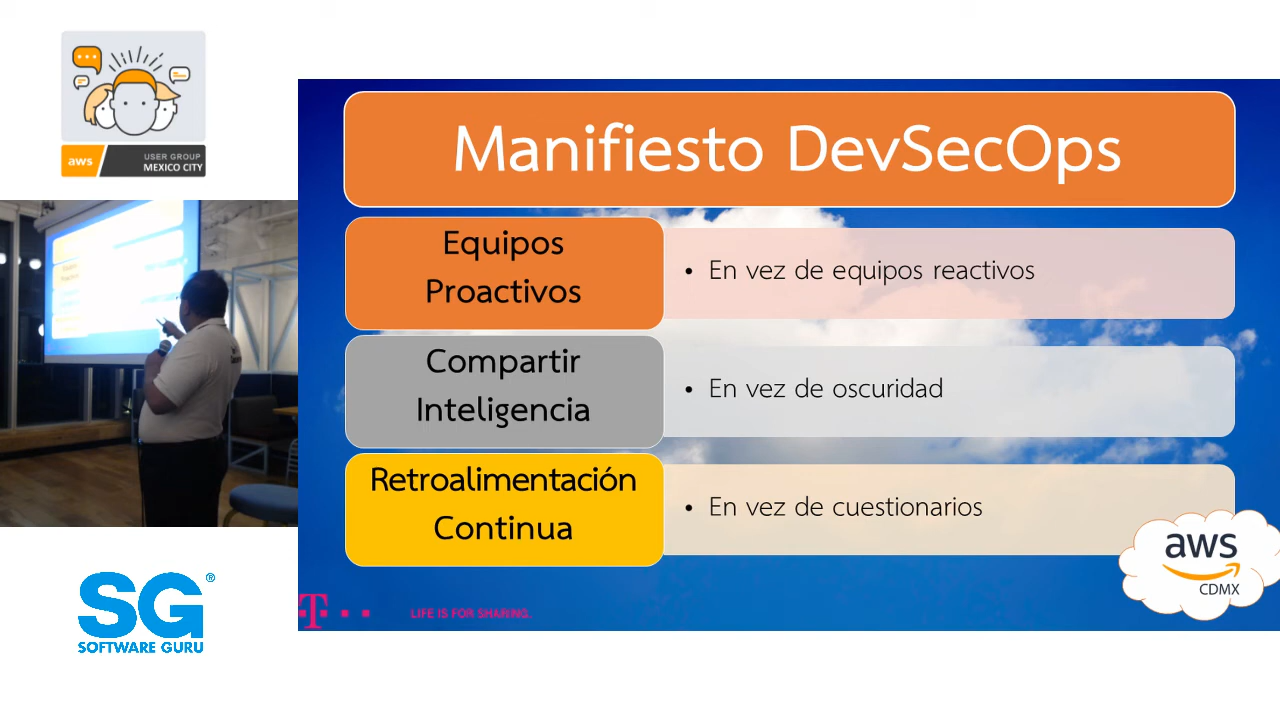 aws
USER GROUP
MEXICO CITY
Manifiesto DevSecOps
Equipos
Proactivos
• En vez de equipos reactivos
Compartir
Inteligencia
• En vez de oscuridad
Retroalimentación
Continua
• En vez de cuestionarios
aws
CDMX
T
LIFE IS FOR SHARING.
SG®
SOFTWARE GURU